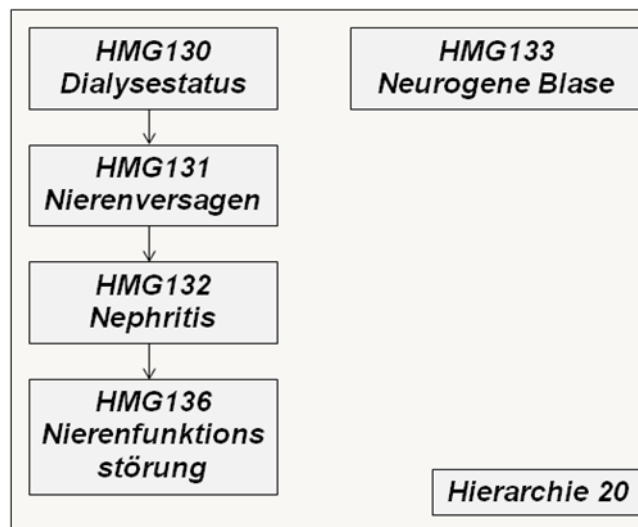 HMG130
Dialysestatus
HMG131
Nierenversagen
HMG132
Nephritis
HMG136
Nierenfunktions
störung
HMG133
Neurogene Blase
Hierarchie 20